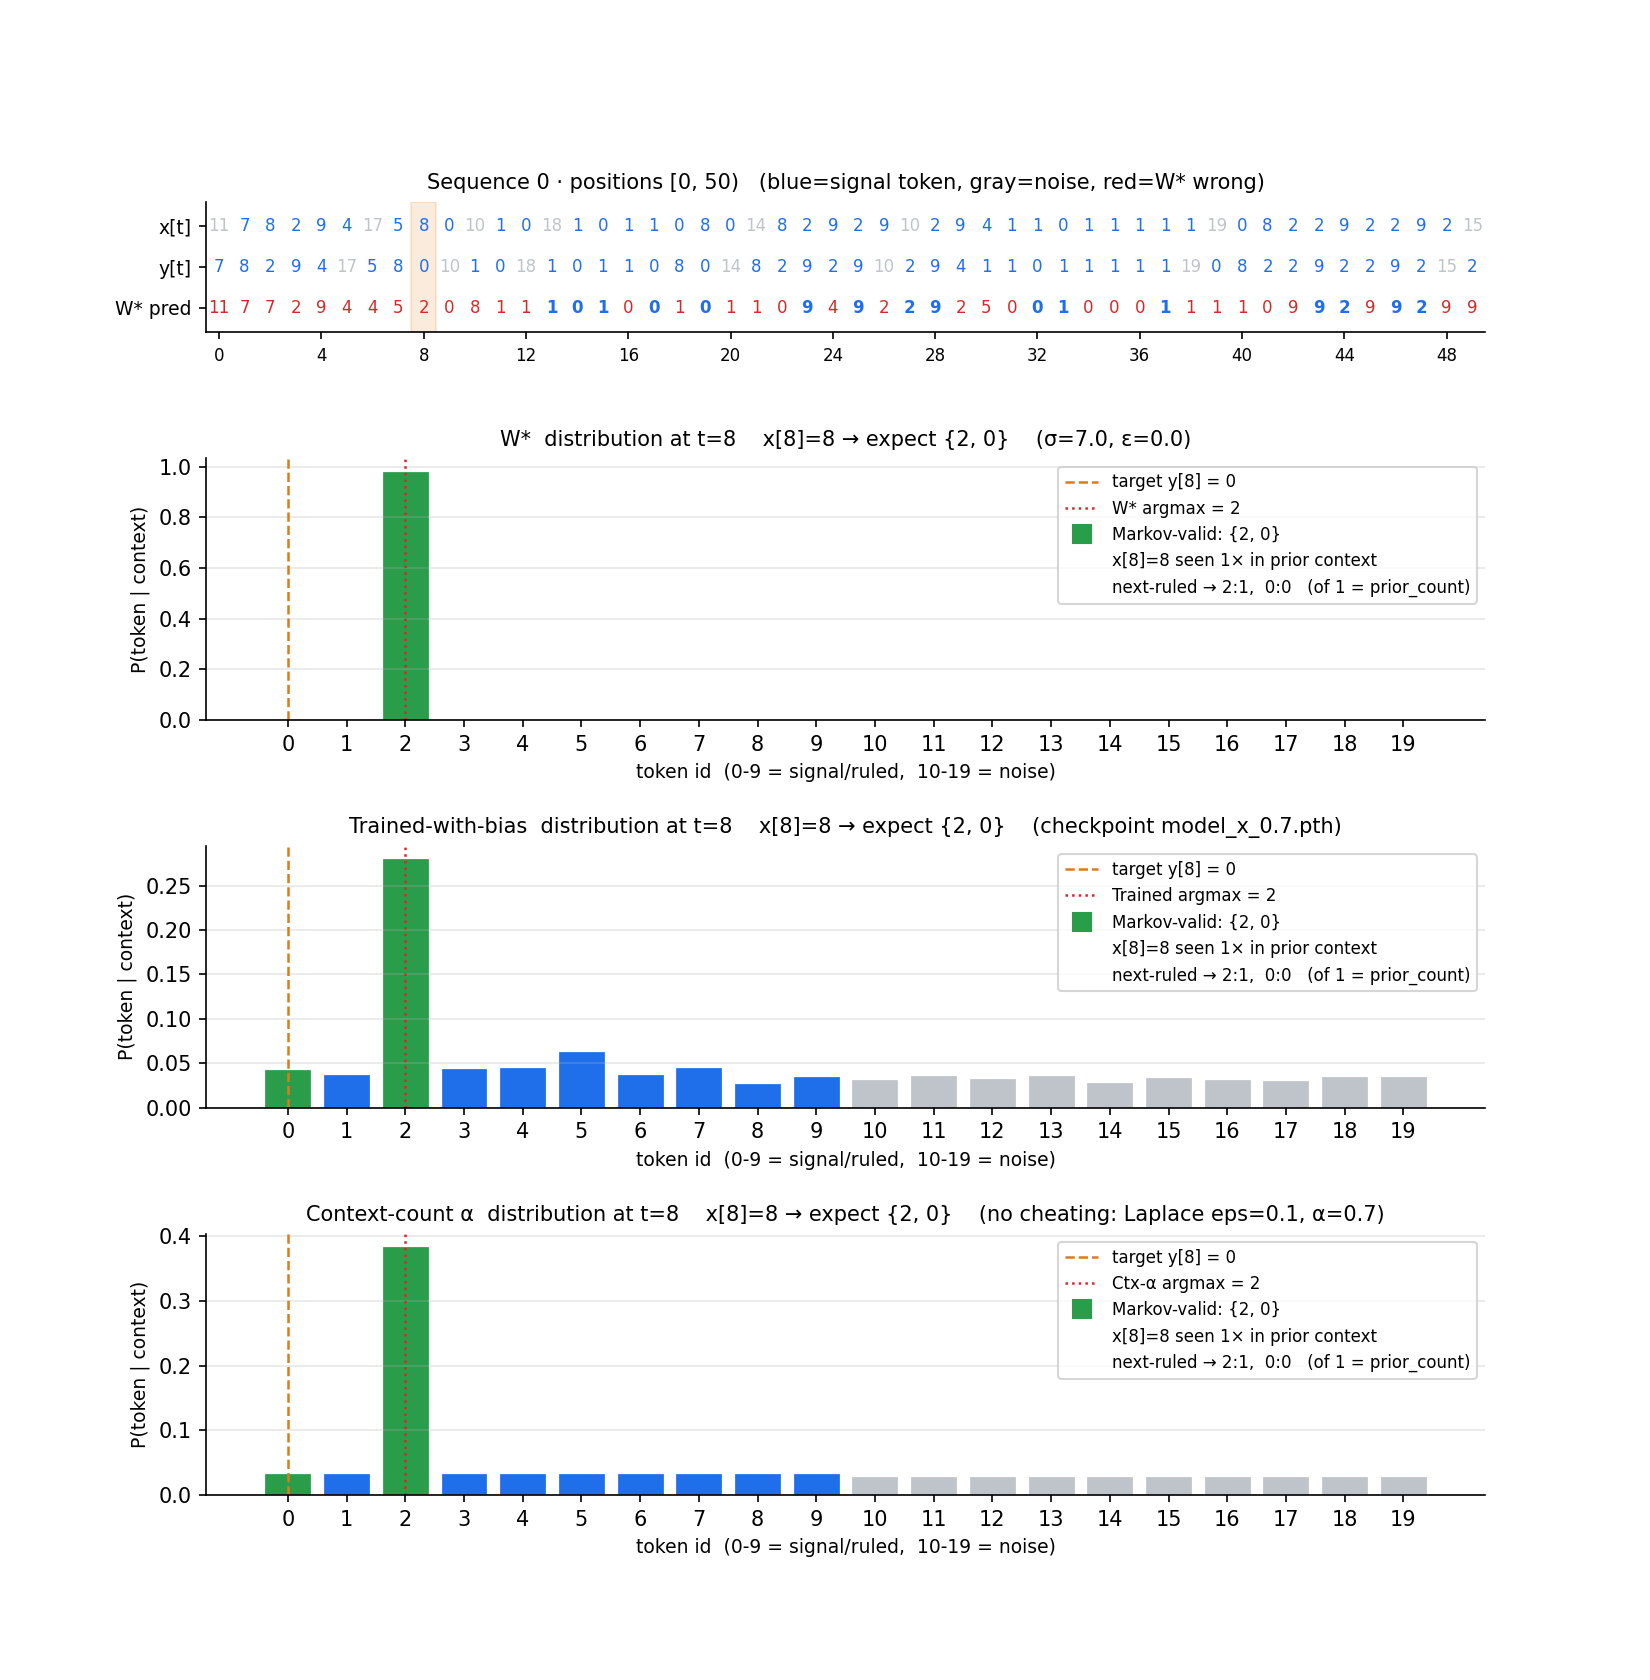 Sequence 0 · positions [0, 50)   (blue=signal token, gray=noise, red=W* wrong)
x[t] 11 7 8 2 9 4 17 5 8 0 10 1 0 18 1 0 1 1 0 8 0 14 8 2 9 2 9 10 2 9 4 1 1 0 1 1 1 1 1 19 0 8 2 2 9 2 2 9 2 15
y[t] 7 8 2 9 4 17 5 8 0 10 1 0 18 1 0 1 1 0 8 0 14 8 2 9 2 9 10 2 9 4 1 1 0 1 1 1 1 1 19 0 8 2 2 9 2 2 9 2 15 2
W* pred 11 7 7 2 9 4 4 5 2 0 8 1 1 1 0 1 0 0 1 0 1 1 0 9 4 9 2 2 9 2 5 0 0 1 0 0 0 1 1 1 1 0 9 9 2 9 9 2 9 9
0 4 8 12 16 20 24 28 32 36 40 44 48
W*  distribution at t=8    x[8]=8 → expect {2, 0}    (σ=7.0, ε=0.0)
P(token | context)
1.0
0.8
0.6
0.4
0.2
0.0
target y[8] = 0
W* argmax = 2
Markov-valid: {2, 0}
x[8]=8 seen 1× in prior context
next-ruled → 2:1,  0:0   (of 1 = prior_count)
0 1 2 3 4 5 6 7 8 9 10 11 12 13 14 15 16 17 18 19
token id  (0-9 = signal/ruled,  10-19 = noise)
Trained-with-bias  distribution at t=8    x[8]=8 → expect {2, 0}    (checkpoint model_x_0.7.pth)
P(token | context)
0.25
0.20
0.15
0.10
0.05
0.00
target y[8] = 0
Trained argmax = 2
Markov-valid: {2, 0}
x[8]=8 seen 1× in prior context
next-ruled → 2:1,  0:0   (of 1 = prior_count)
0 1 2 3 4 5 6 7 8 9 10 11 12 13 14 15 16 17 18 19
token id  (0-9 = signal/ruled,  10-19 = noise)
Context-count α  distribution at t=8    x[8]=8 → expect {2, 0}    (no cheating: Laplace eps=0.1, α=0.7)
P(token | context)
0.4
0.3
0.2
0.1
0.0
target y[8] = 0
Ctx-α argmax = 2
Markov-valid: {2, 0}
x[8]=8 seen 1× in prior context
next-ruled → 2:1,  0:0   (of 1 = prior_count)
0 1 2 3 4 5 6 7 8 9 10 11 12 13 14 15 16 17 18 19
token id  (0-9 = signal/ruled,  10-19 = noise)